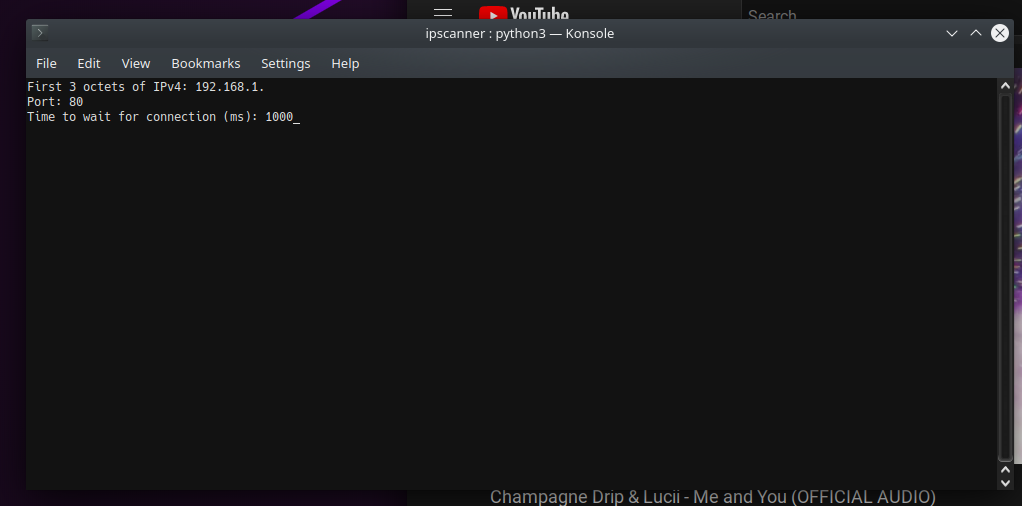 YouTube
Search
ipscanner : python3 — Konsole
File Edit View Bookmarks Settings Help
First 3 octets of IPv4: 192.168.1.
Port: 80
Time to wait for connection (ms): 1000_
Champagne Drip & Lucii - Me and You (OFFICIAL AUDIO)